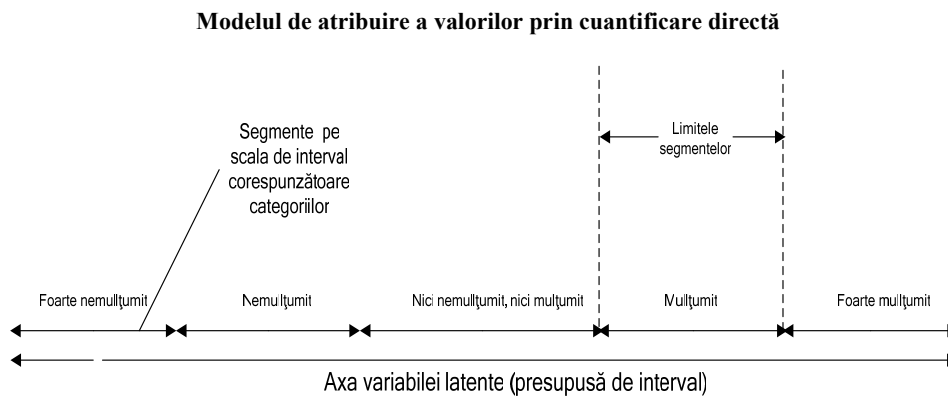 Modelul de atribuire a valorilor prin cuantificare directă
Segmente pe
scala de interval
corespunzătoare
categoriilor
Limitele
segmentelor
Foarte nemulţumit
Nemulţumit
Nici nemulţumit, nici mulţumit
Mulţumit
Foarte mulţumit
Axa variabilei latente (presupusă de interval)